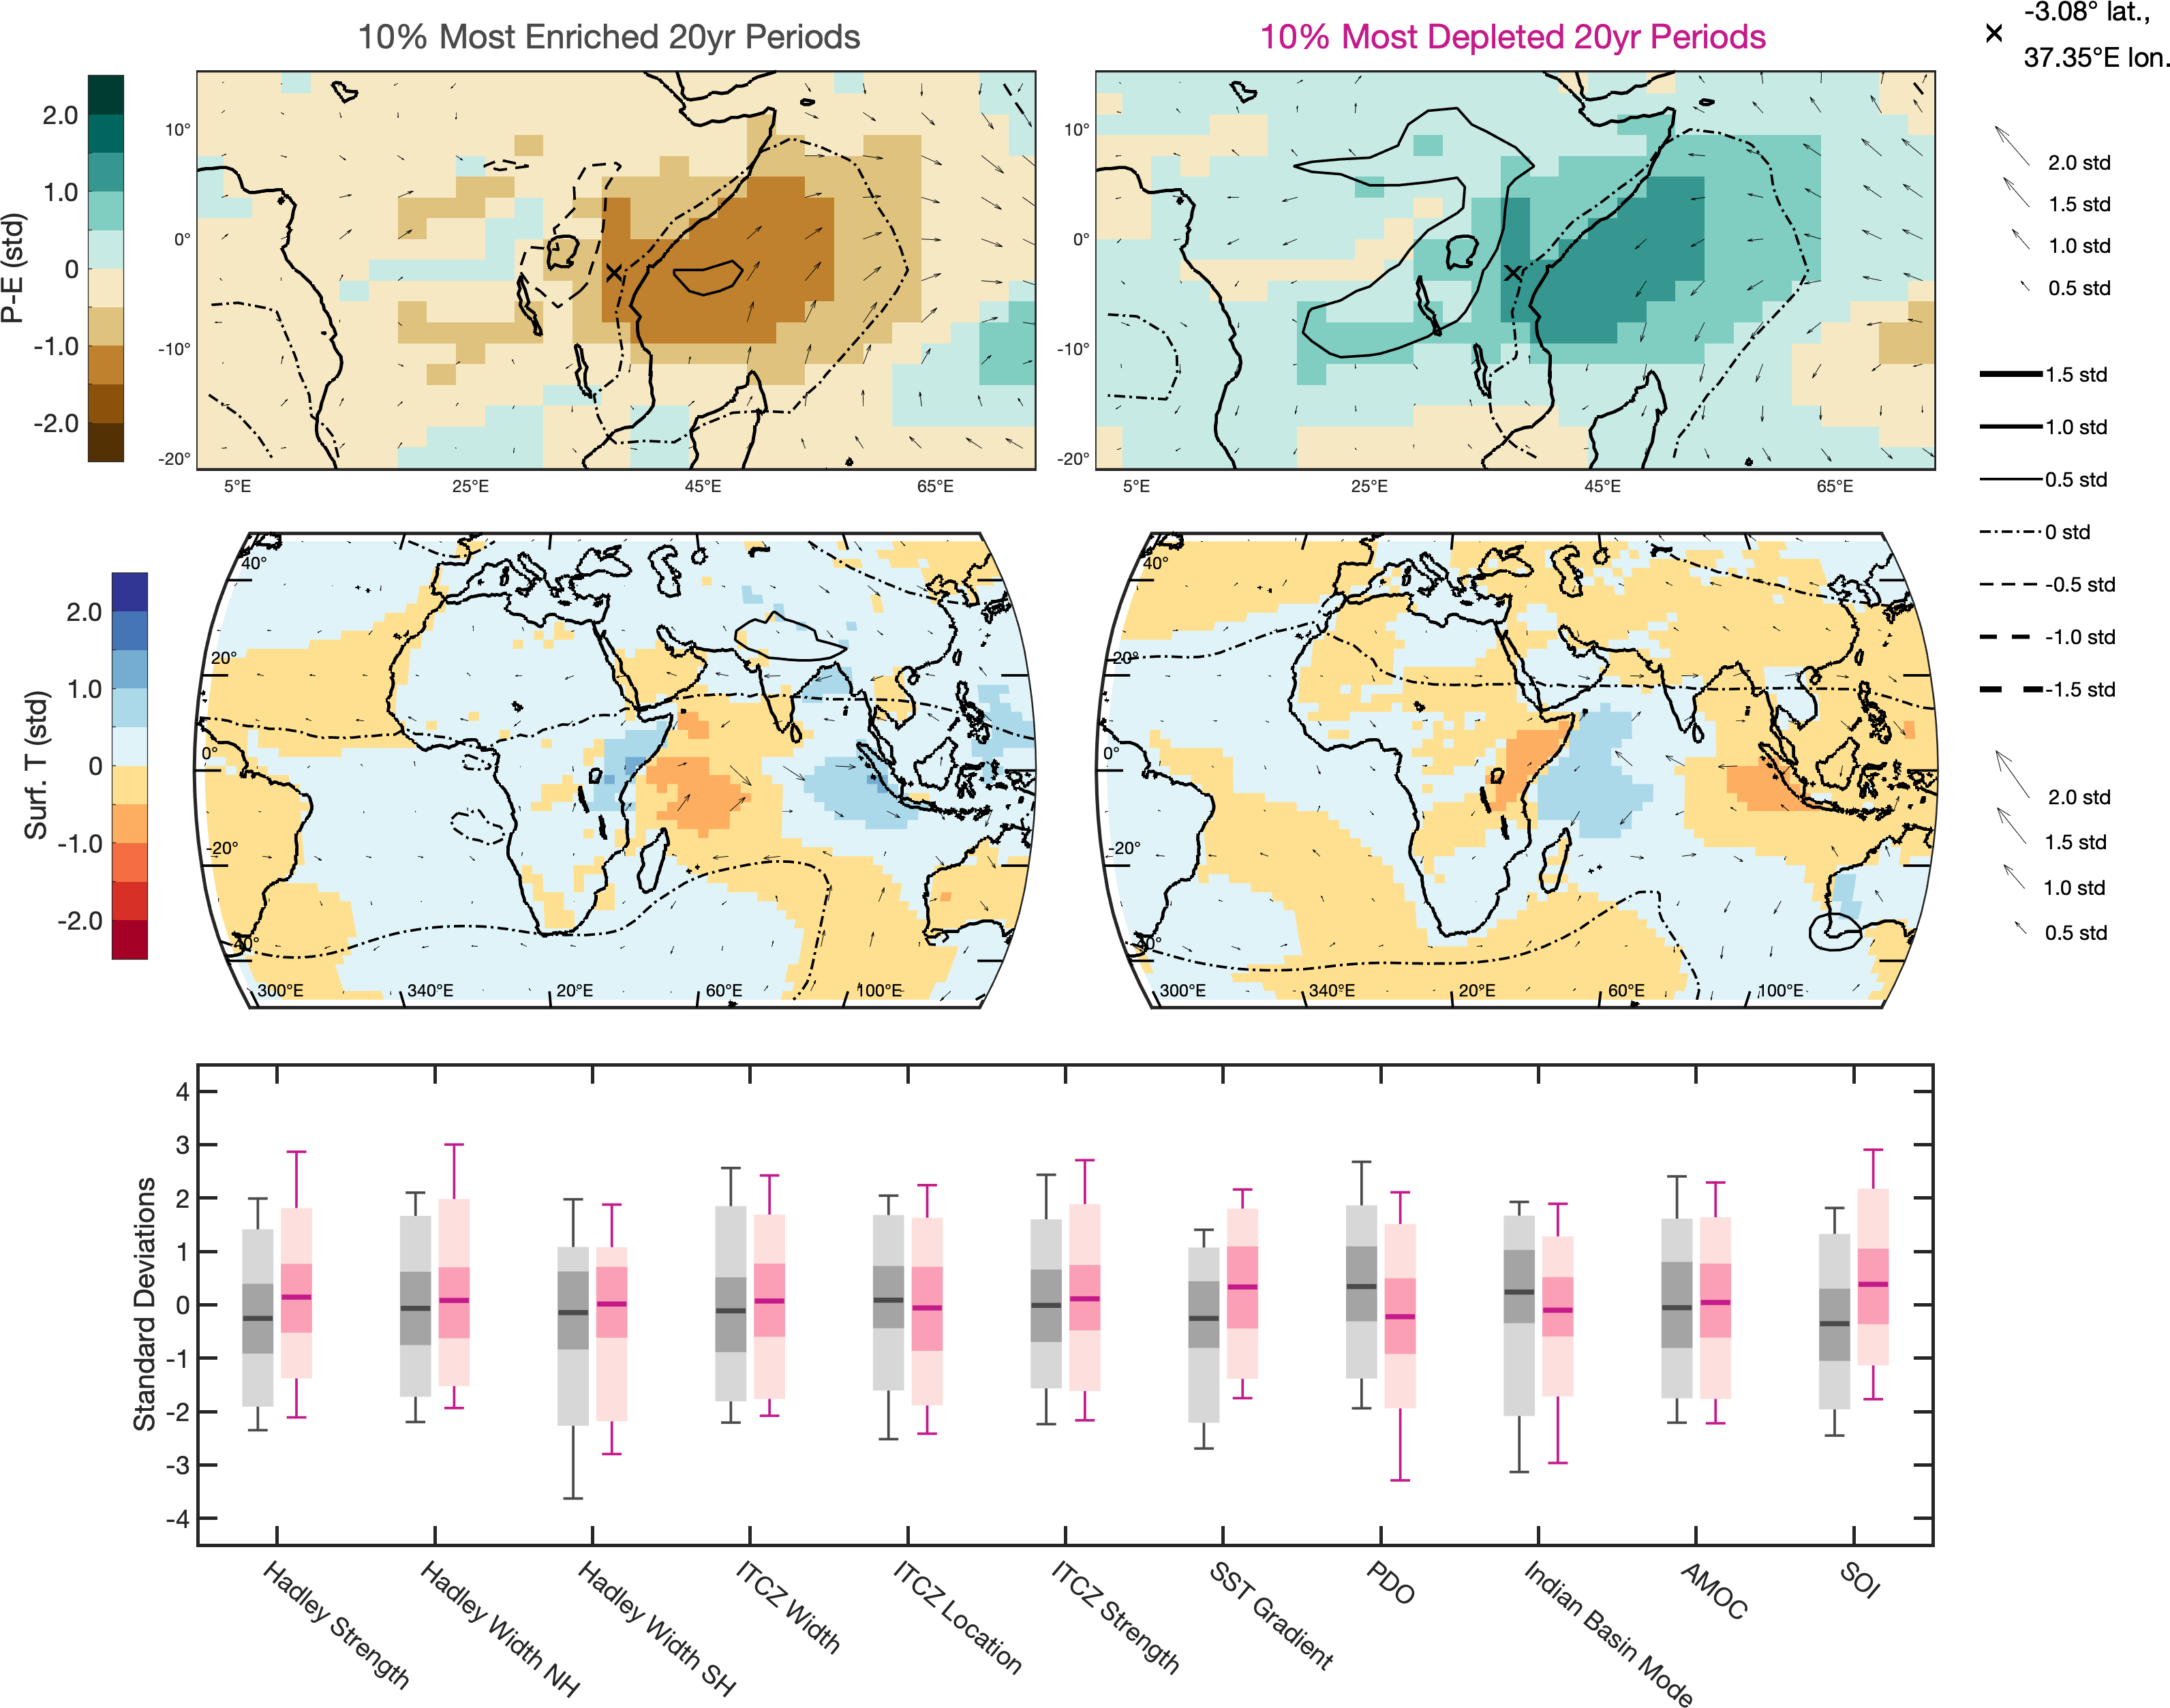 10% Most Enriched 20yr Periods
10% Most Depleted 20yr Periods
-3.08° lat.,
37.35°E lon.
P-E (std)
2.0
1.0
0
-1.0
-2.0
10°
0°
-10°
-20°
5°E
25°E
45°E
65°E
10°
0°
-10°
-20°
5°E
25°E
45°E
65°E
2.0 std
1.5 std
1.0 std
0.5 std
1.5 std
1.0 std
0.5 std
0 std
-0.5 std
-1.0 std
-1.5 std
Surf. T (std)
2.0
1.0
0
-1.0
-2.0
40°
20°
0°
-20°
-40°
300°E
340°E
20°E
60°E
100°E
40°
20°
0°
-20°
-40°
300°E
340°E
20°E
60°E
100°E
2.0 std
1.5 std
1.0 std
0.5 std
Standard Deviations
4
3
2
1
0
-1
-2
-3
-4
Hadley Strength
Hadley Width NH
Hadley Width SH
ITCZ Width
ITCZ Location
ITCZ Strength
SST Gradient
PDO
Indian Basin Mode
AMOC
SOI